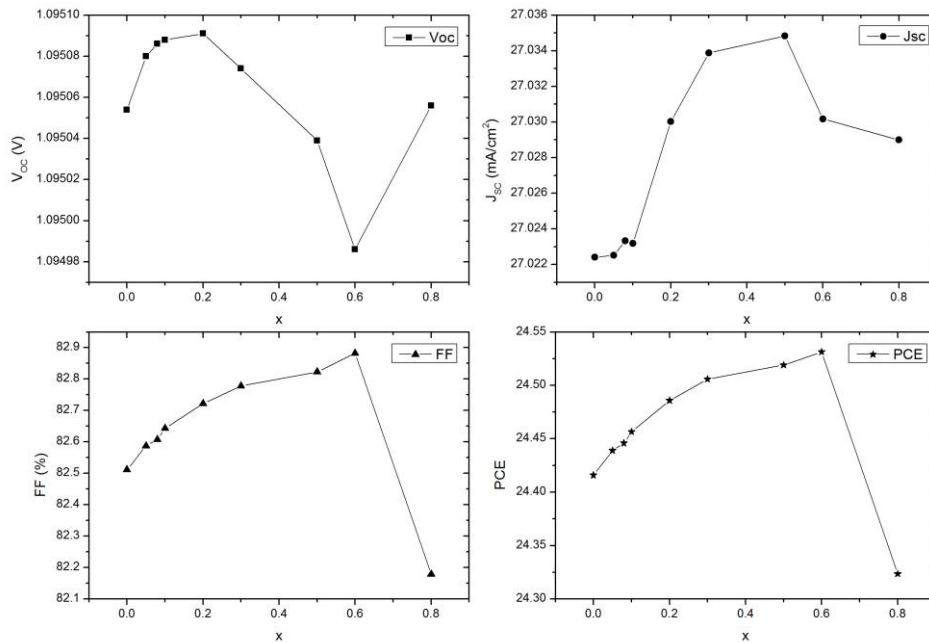 1.09510
1.09508
1.09506
1.09504
1.09502
1.09500
1.09498
V_OC (V)
Voc
0.0 0.2 0.4 0.6 0.8
x
27.036
27.034
27.032
27.030
27.028
27.026
27.024
27.022
J_SC (mA/cm²)
Jsc
0.0 0.2 0.4 0.6 0.8
x
82.9
82.8
82.7
82.6
82.5
82.4
82.3
82.2
82.1
FF (%)
FF
0.0 0.2 0.4 0.6 0.8
x
24.55
24.50
24.45
24.40
24.35
24.30
PCE
PCE
0.0 0.2 0.4 0.6 0.8
x